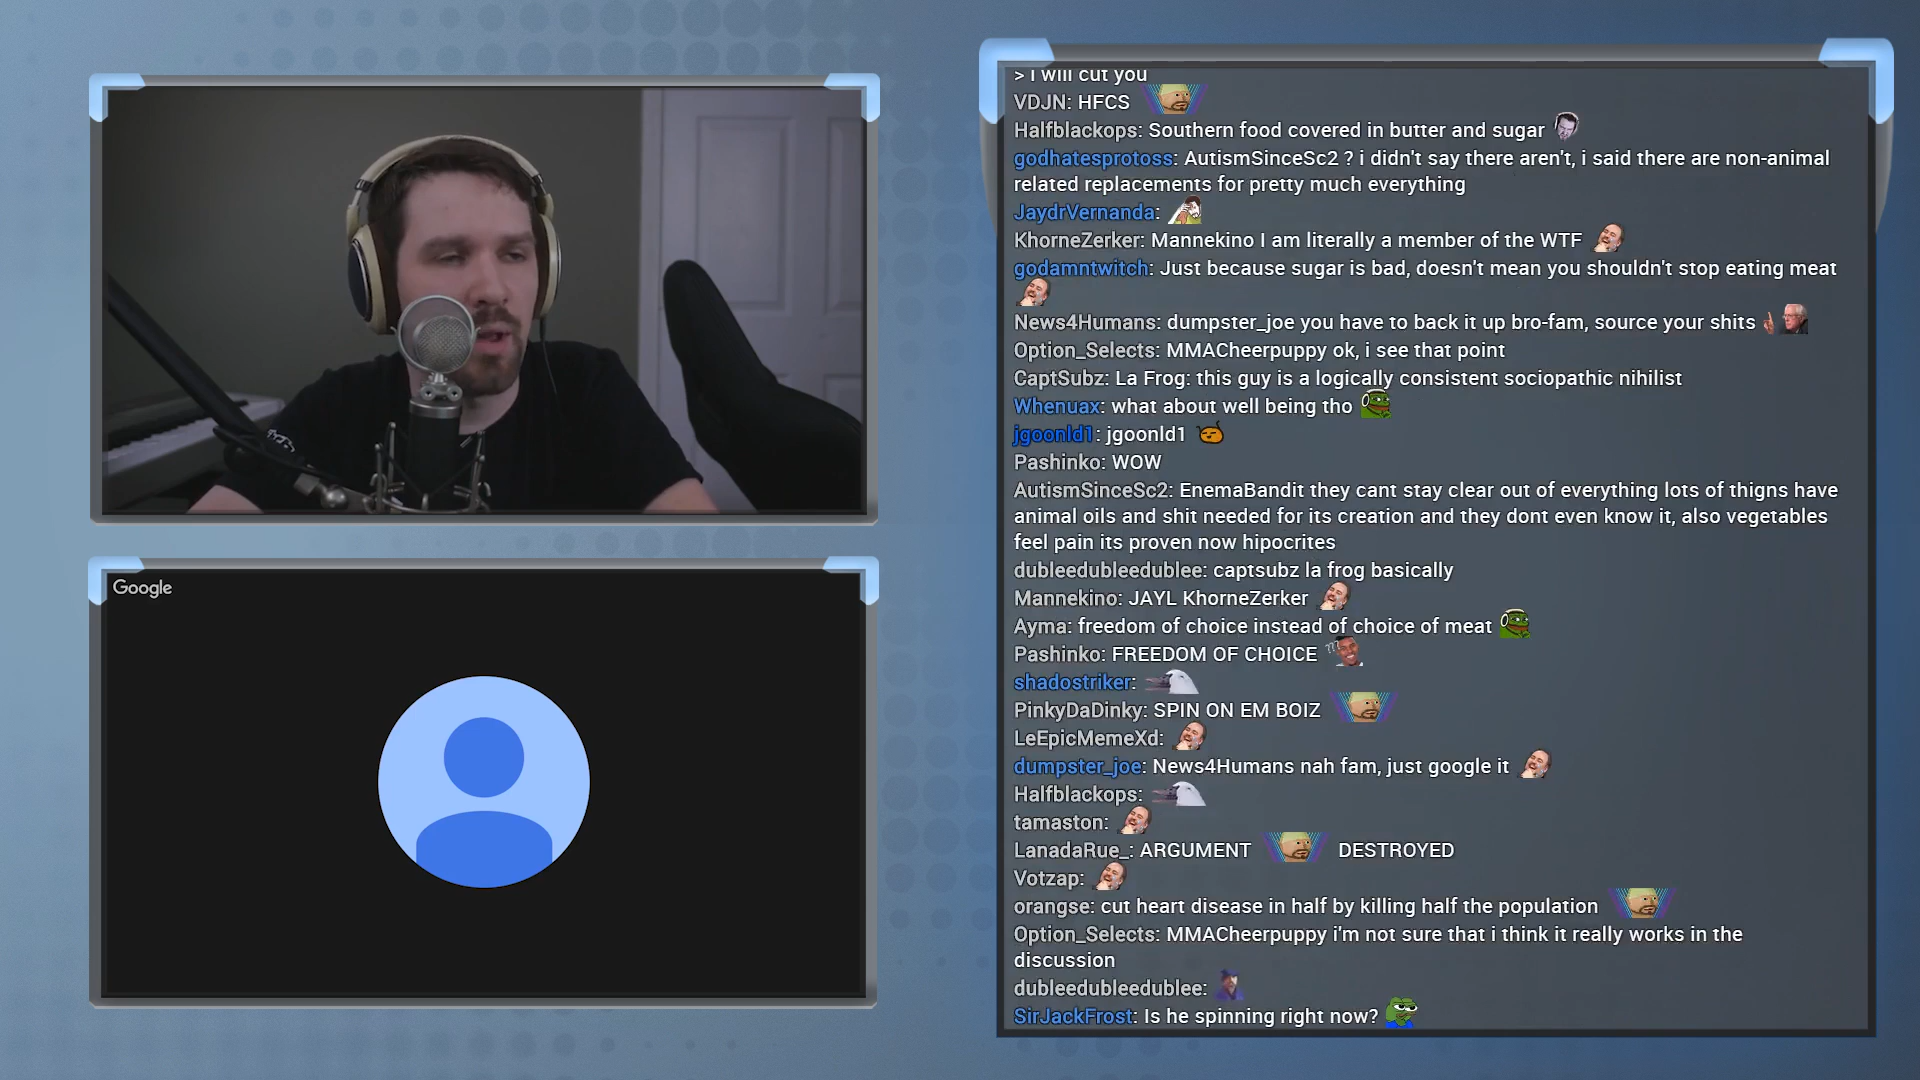 Google
> I will cut you
VDJN: HFCS
Halfblackops: Southern food covered in butter and sugar
godhatesprotoss: AutismSinceSc2 ? i didn't say there aren't, i said there are non-animal
related replacements for pretty much everything
JaydrVernanda:
KhorneZerker: Mannekino I am literally a member of the WTF
godamntwitch: Just because sugar is bad, doesn't mean you shouldn't stop eating meat
News4Humans: dumpster_joe you have to back it up bro-fam, source your shits
Option_Selects: MMACheerpuppy ok, i see that point
CaptSubz: La Frog: this guy is a logically consistent sociopathic nihilist
Whenuax: what about well being tho
jgoonld1: jgoonld1
Pashinko: WOW
AutismSinceSc2: EnemaBandit they cant stay clear out of everything lots of thigns have
animal oils and shit needed for its creation and they dont even know it, also vegetables
feel pain its proven now hipocrites
dubleedubleedublee: captsubz la frog basically
Mannekino: JAYL KhorneZerker
Ayma: freedom of choice instead of choice of meat
Pashinko: FREEDOM OF CHOICE
shadostriker:
PinkyDaDinky: SPIN ON EM BOIZ
LeEpicMemeXd:
dumpster_joe: News4Humans nah fam, just google it
Halfblackops:
tamaston:
LanadaRue_: ARGUMENT DESTROYED
Votzap:
orangse: cut heart disease in half by killing half the population
Option_Selects: MMACheerpuppy i'm not sure that i think it really works in the
discussion
dubleedubleedublee:
SirJackFrost: Is he spinning right now?